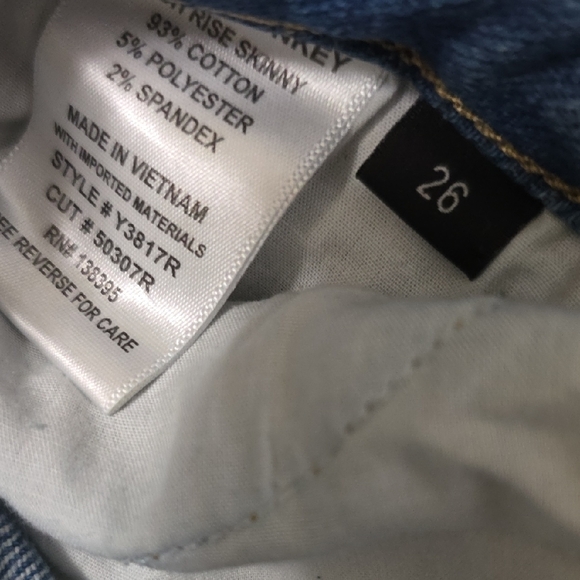 RISE SKINNY
93% COTTON
5% POLYESTER
2% SPANDEX
MADE IN VIETNAM
WITH IMPORTED MATERIALS
STYLE # Y3817R
CUT # 50307R
RN# 138395
REVERSE FOR CARE
26